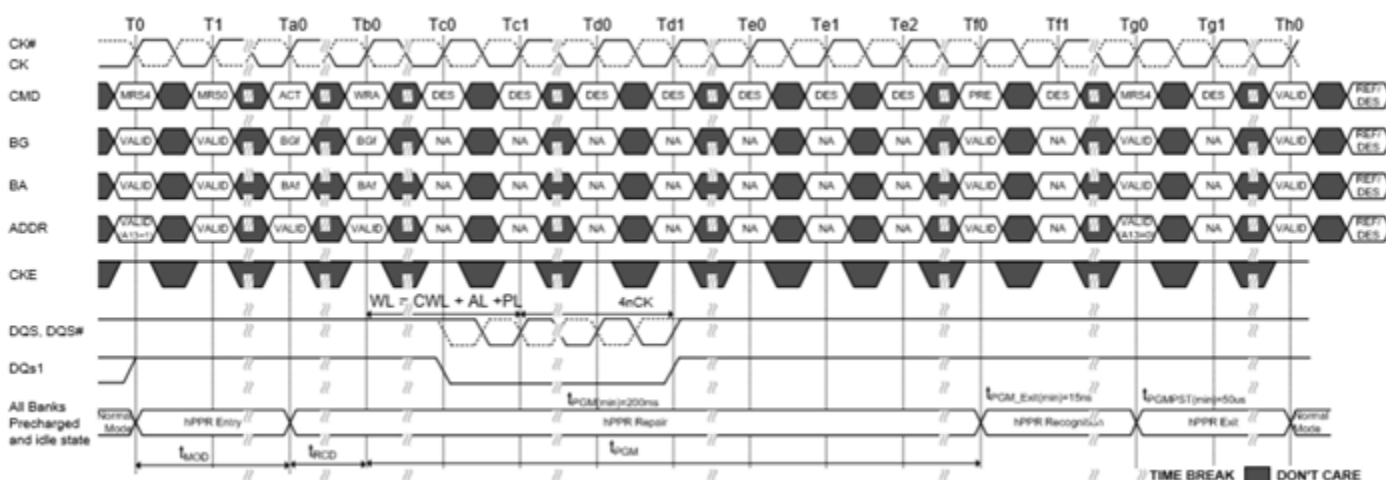 T0 T1 Ta0 Tb0 Tc0 Tc1 Td0 Td1 Te0 Te1 Te2 Tf0 Tf1 Tg0 Tg1 Th0
CK#
CK
CMD MRS4 MRS0 ACT WRA DES DES DES DES DES DES DES PRE DES MRS4 DES VALID REF/ DES
BG VALID VALID BGf BGf NA NA NA NA NA NA NA VALID NA VALID NA VALID REF/ DES
BA VALID VALID BAf BAf NA NA NA NA NA NA NA VALID NA VALID NA VALID REF/ DES
ADDR VALID (A13=1) VALID VALID VALID NA NA NA NA NA NA NA VALID NA VALID (A13=0) NA VALID REF/ DES
CKE
WL = CWL + AL +PL 4nCK
DQS, DQS#
DQs1
tPGM(min)=200ms tPGM_Exit(min)=15ns tPGMPST(min)=50us
All Banks
Precharged
and idle state
Normal Mode hPPR Entry hPPR Repair hPPR Recognition hPPR Exit Normal Mode
tMOD tRCD tPGM
TIME BREAK DON'T CARE